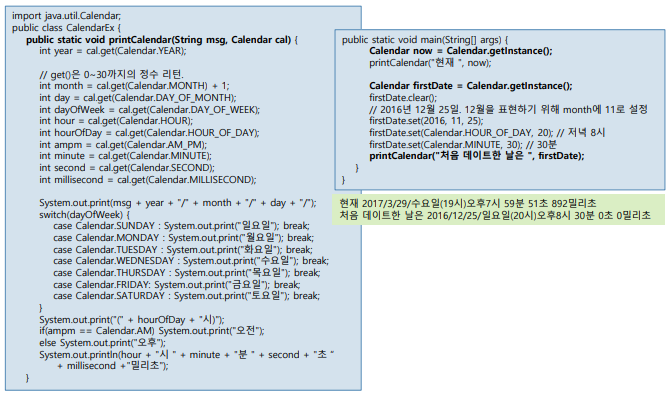 import java.util.Calendar;
public class CalendarEx {
public static void printCalendar(String msg, Calendar cal) {
int year = cal.get(Calendar.YEAR);
// get()은 0~30까지의 정수 리턴.
int month = cal.get(Calendar.MONTH) + 1;
int day = cal.get(Calendar.DAY_OF_MONTH);
int dayOfWeek = cal.get(Calendar.DAY_OF_WEEK);
int hour = cal.get(Calendar.HOUR);
int hourOfDay = cal.get(Calendar.HOUR_OF_DAY);
int ampm = cal.get(Calendar.AM_PM);
int minute = cal.get(Calendar.MINUTE);
int second = cal.get(Calendar.SECOND);
int millisecond = cal.get(Calendar.MILLISECOND);
System.out.print(msg + year + "/" + month + "/" + day + "/");
switch(dayOfWeek) {
case Calendar.SUNDAY : System.out.print("일요일"); break;
case Calendar.MONDAY : System.out.print("월요일"); break;
case Calendar.TUESDAY : System.out.print("화요일"); break;
case Calendar.WEDNESDAY : System.out.print("수요일"); break;
case Calendar.THURSDAY : System.out.print("목요일"); break;
case Calendar.FRIDAY: System.out.print("금요일"); break;
case Calendar.SATURDAY : System.out.print("토요일"); break;
}
System.out.print("(" + hourOfDay + "시)");
if(ampm == Calendar.AM) System.out.print("오전");
else System.out.print("오후");
System.out.println(hour + "시 " + minute + "분 " + second + "초 "
+ millisecond +"밀리초");
}
public static void main(String[] args) {
Calendar now = Calendar.getInstance();
printCalendar("현재 ", now);
Calendar firstDate = Calendar.getInstance();
firstDate.clear();
// 2016년 12월 25일. 12월을 표현하기 위해 month에 11로 설정
firstDate.set(2016, 11, 25);
firstDate.set(Calendar.HOUR_OF_DAY, 20); // 저녁 8시
firstDate.set(Calendar.MINUTE, 30); // 30분
printCalendar("처음 데이트한 날은 ", firstDate);
}
}
현재 2017/3/29/수요일(19시)오후7시 59분 51초 892밀리초
처음 데이트한 날은 2016/12/25/일요일(20시)오후8시 30분 0초 0밀리초